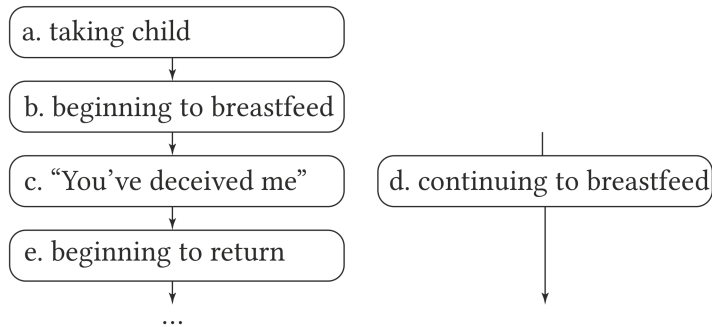 a. taking child
b. beginning to breastfeed
c. “You’ve deceived me”
d. continuing to breastfeed
e. beginning to return
...